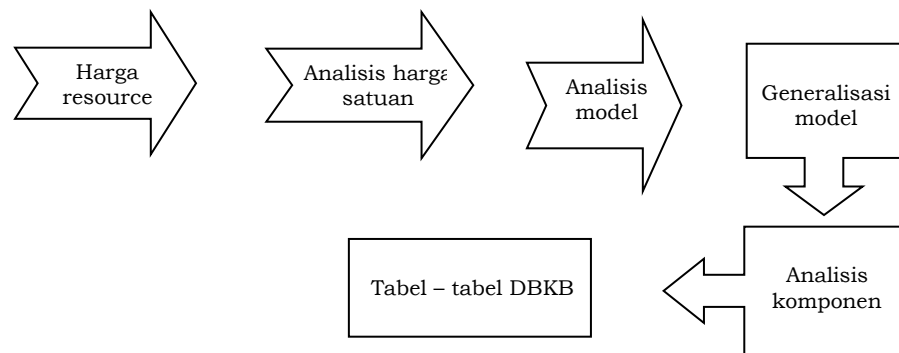 Harga
resource
Analisis harga
satuan
Analisis
model
Generalisasi
model
Analisis
komponen
Tabel – tabel DBKB